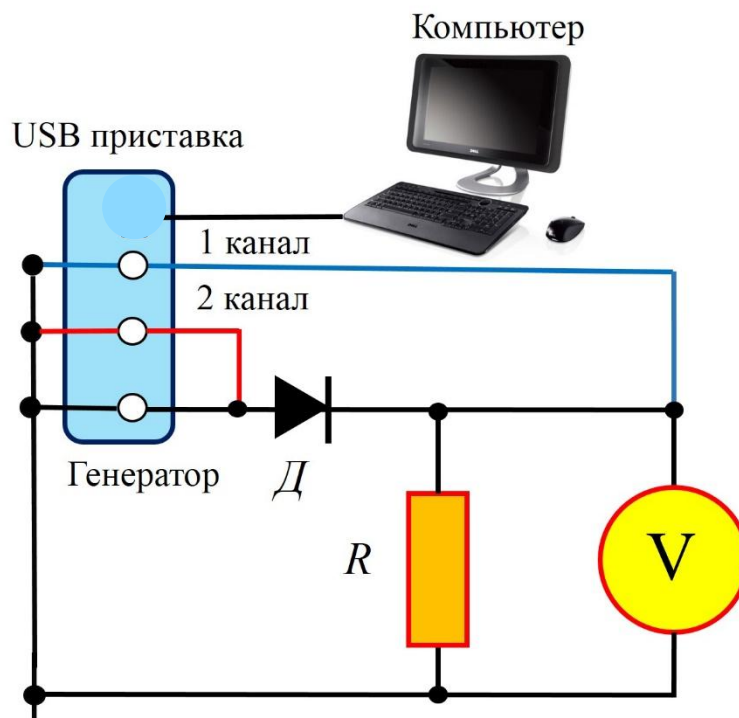 Компьютер
USB приставка
1 канал
2 канал
Генератор
Д
R
V